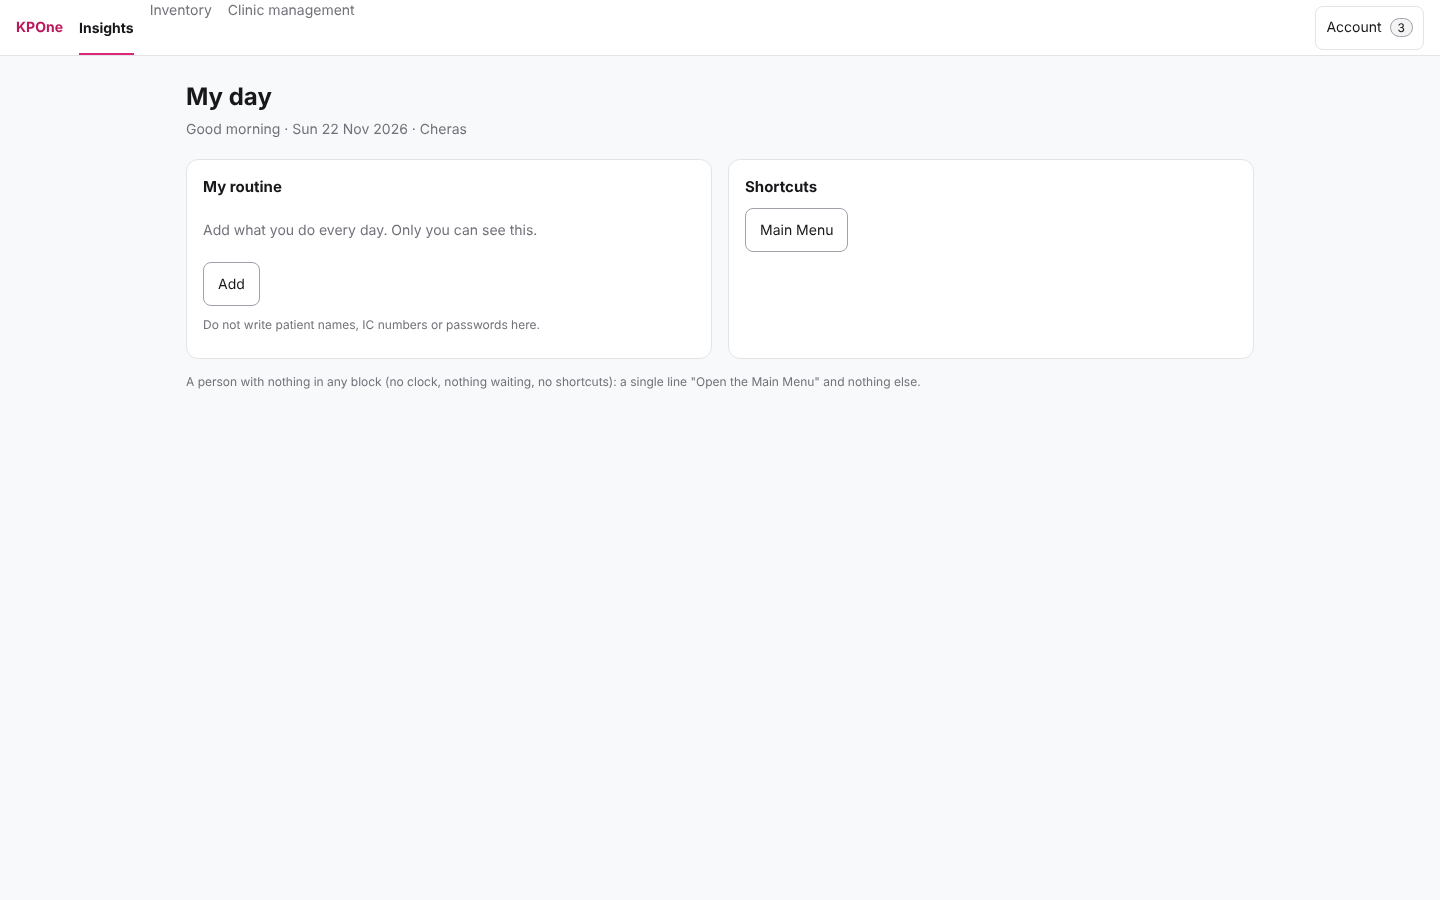 KPOne Insights Inventory Clinic management Account 3
My day
Good morning · Sun 22 Nov 2026 · Cheras
My routine
Add what you do every day. Only you can see this.
Add
Do not write patient names, IC numbers or passwords here.
Shortcuts
Main Menu
A person with nothing in any block (no clock, nothing waiting, no shortcuts): a single line "Open the Main Menu" and nothing else.